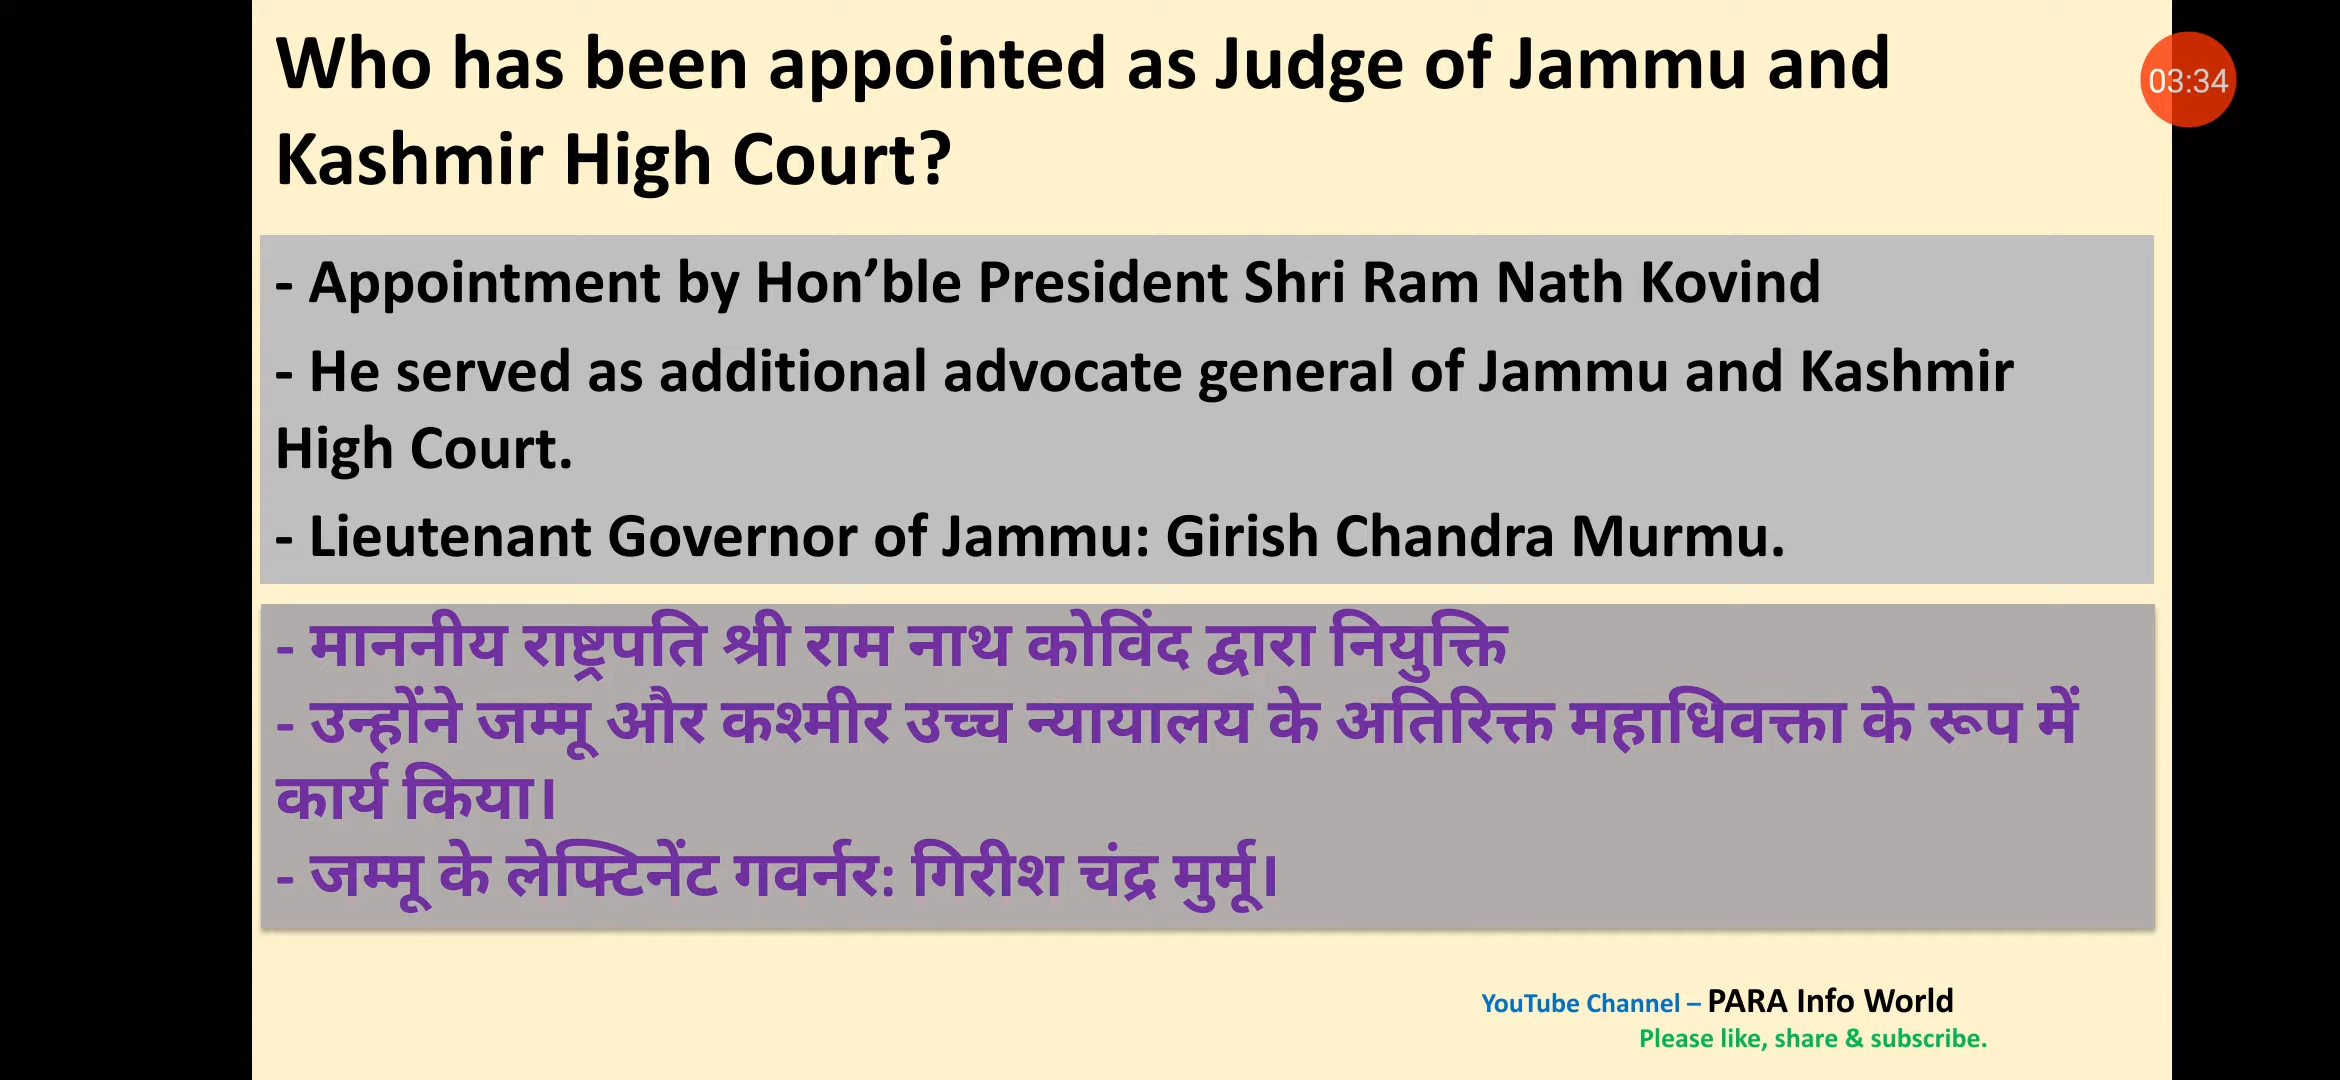 Who has been appointed as Judge of Jammu and
03:34
Kashmir High Court?
- Appointment by Hon’ble President Shri Ram Nath Kovind
- He served as additional advocate general of Jammu and Kashmir
High Court.
- Lieutenant Governor of Jammu: Girish Chandra Murmu.
- माननीय राष्ट्रपति श्री राम नाथ कोविंद द्वारा नियुक्ति
- उन्होंने जम्मू और कश्मीर उच्च न्यायालय के अतिरिक्त महाधिवक्ता के रूप में
कार्य किया।
- जम्मू के लेफ्टिनेंट गवर्नर: गिरीश चंद्र मुर्मू।
YouTube Channel – PARA Info World
Please like, share & subscribe.